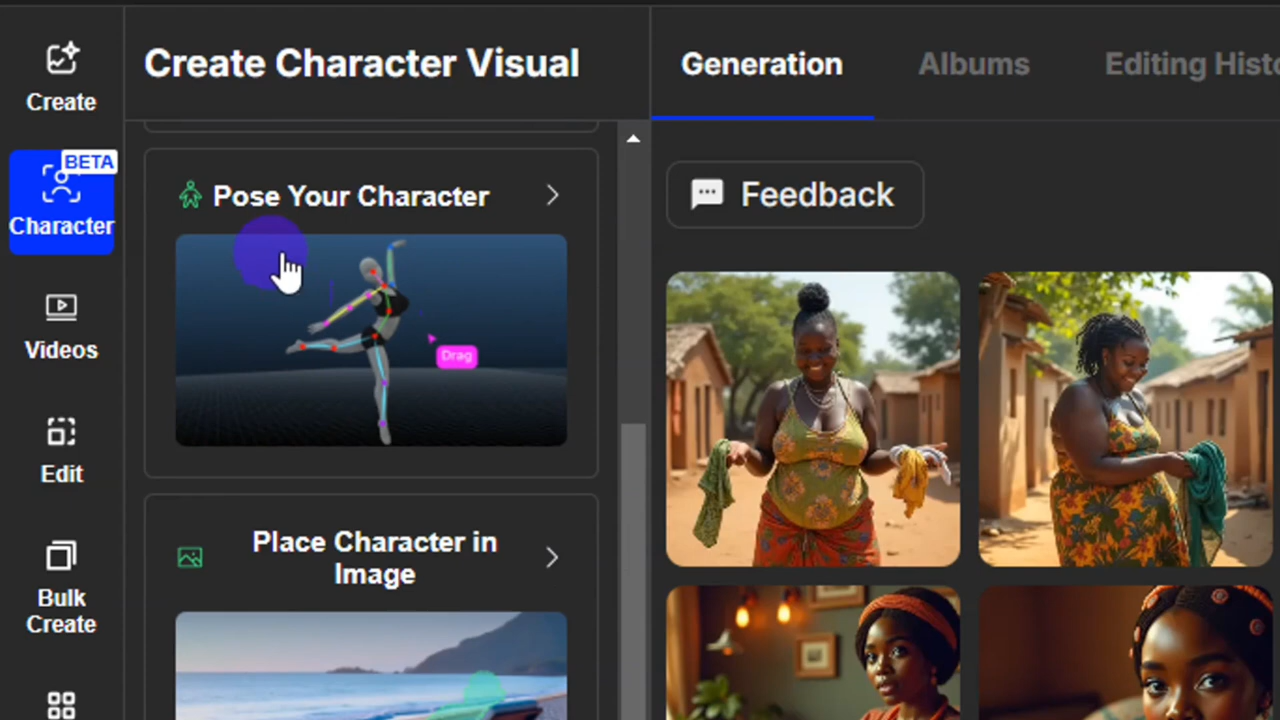 Create
BETA
Character
Videos
Edit
Bulk
Create
Create Character Visual
Pose Your Character
Drag
Place Character in
Image
Generation
Albums
Editing
Feedback